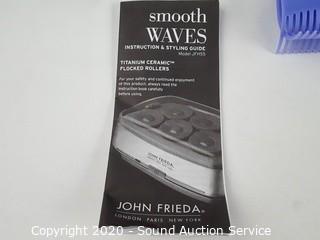 smooth
WAVES
INSTRUCTION & STYLING GUIDE
Model JFHS5
TITANIUM CERAMIC™
FLOCKED ROLLERS
For your safety and continued enjoyment
of this product, always read the
instruction book carefully
before using.
JOHN FRIEDA.
JOHN FRIEDA®
LONDON PARIS NEW YORK
Copyright 2020 - Sound Auction Service